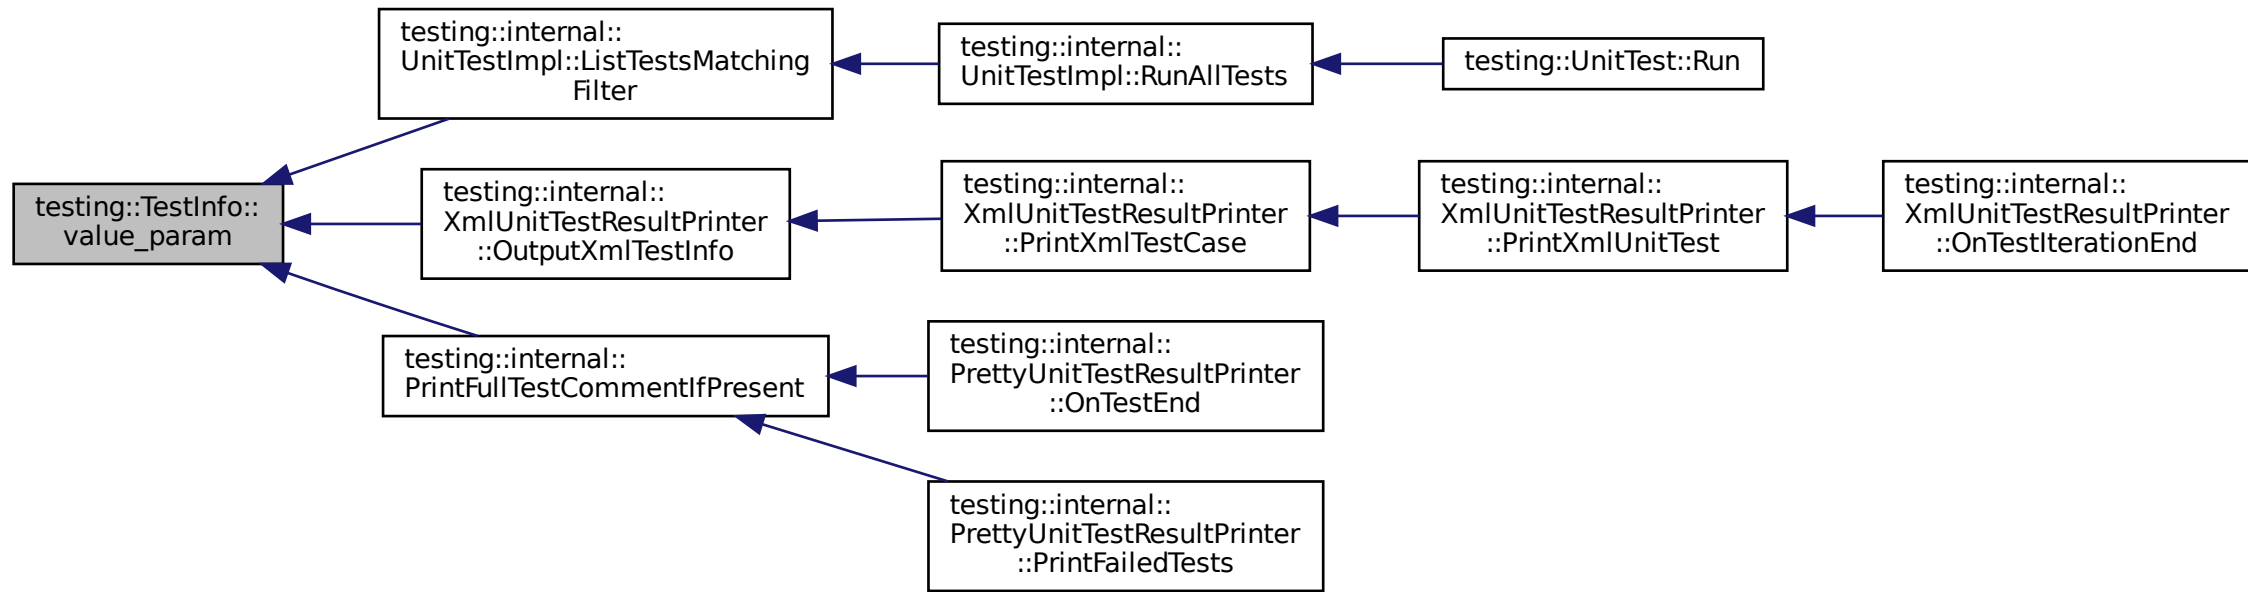 testing::TestInfo::
value_param
testing::internal::
UnitTestImpl::ListTestsMatching
Filter
testing::internal::
UnitTestImpl::RunAllTests
testing::UnitTest::Run
testing::internal::
XmlUnitTestResultPrinter
::OutputXmlTestInfo
testing::internal::
XmlUnitTestResultPrinter
::PrintXmlTestCase
testing::internal::
XmlUnitTestResultPrinter
::PrintXmlUnitTest
testing::internal::
XmlUnitTestResultPrinter
::OnTestIterationEnd
testing::internal::
PrintFullTestCommentIfPresent
testing::internal::
PrettyUnitTestResultPrinter
::OnTestEnd
testing::internal::
PrettyUnitTestResultPrinter
::PrintFailedTests